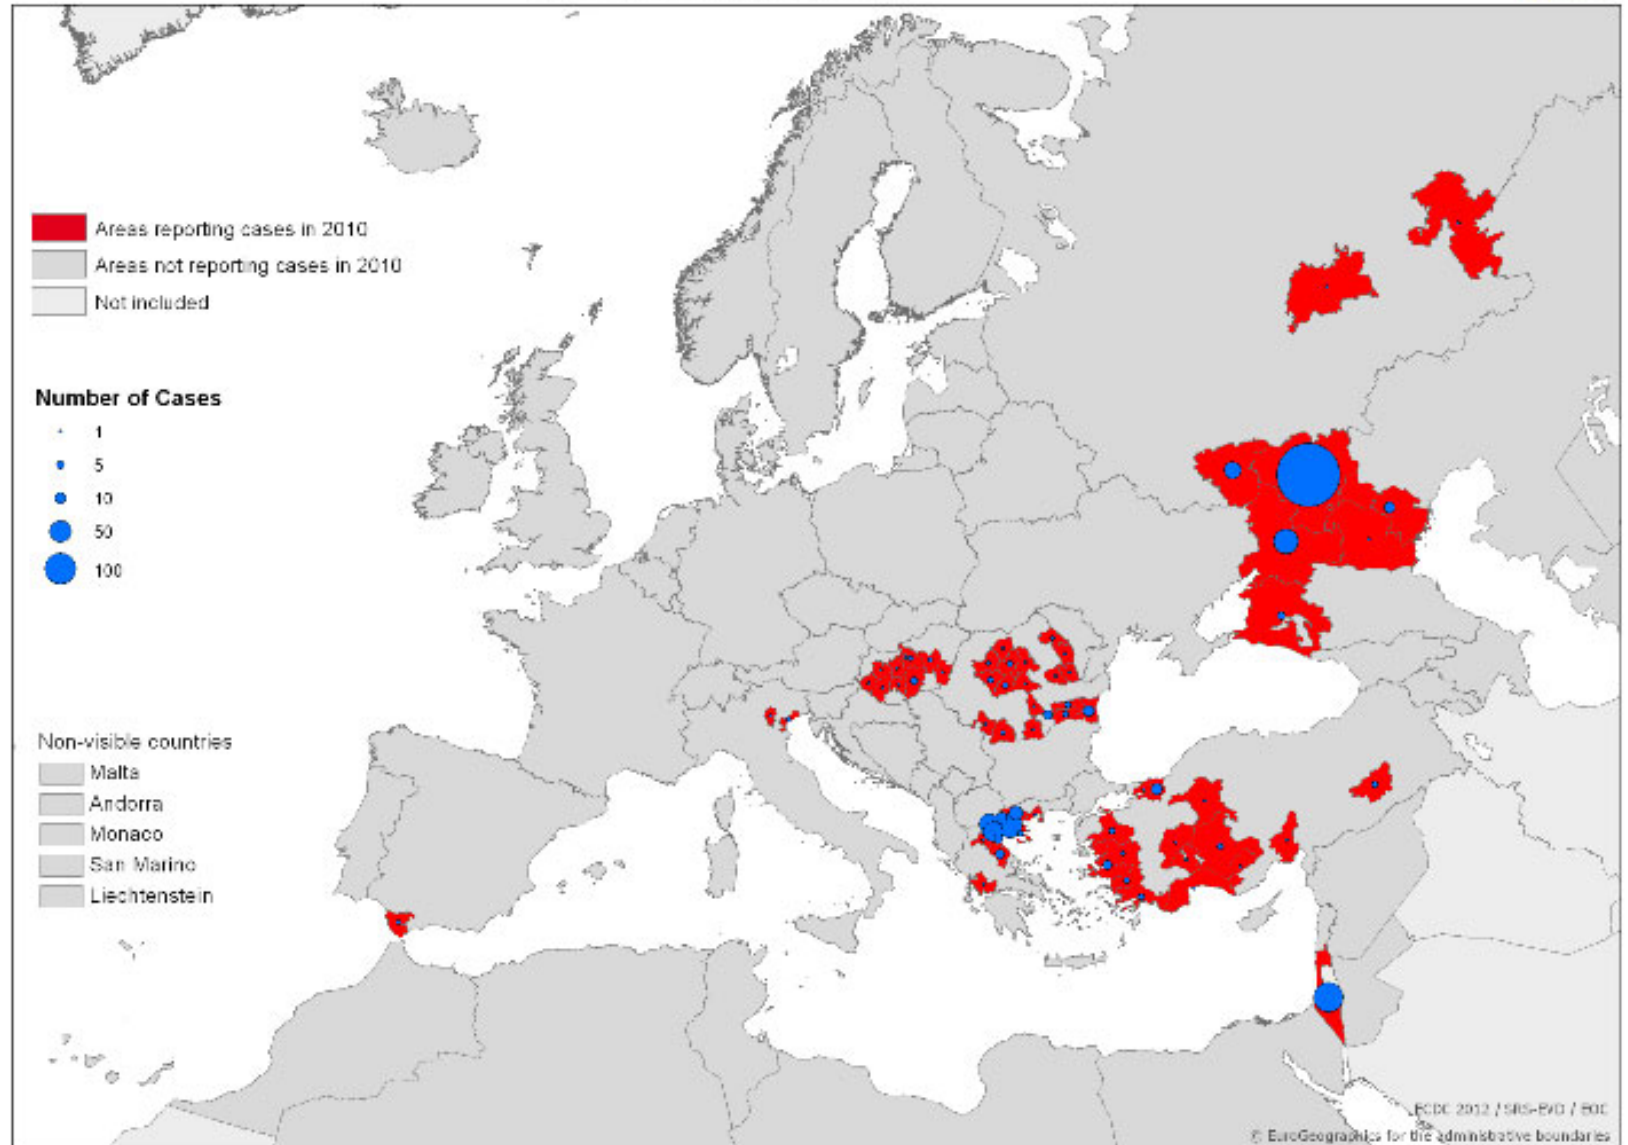 Areas reporting cases in 2010
Areas not reporting cases in 2010
Not included
Number of Cases
1
5
10
50
100
Non-visible countries
Malta
Andorra
Monaco
San Marino
Liechtenstein
ECDC 2012 / SRS-EVD / EOC
© EuroGeographics for the administrative boundaries